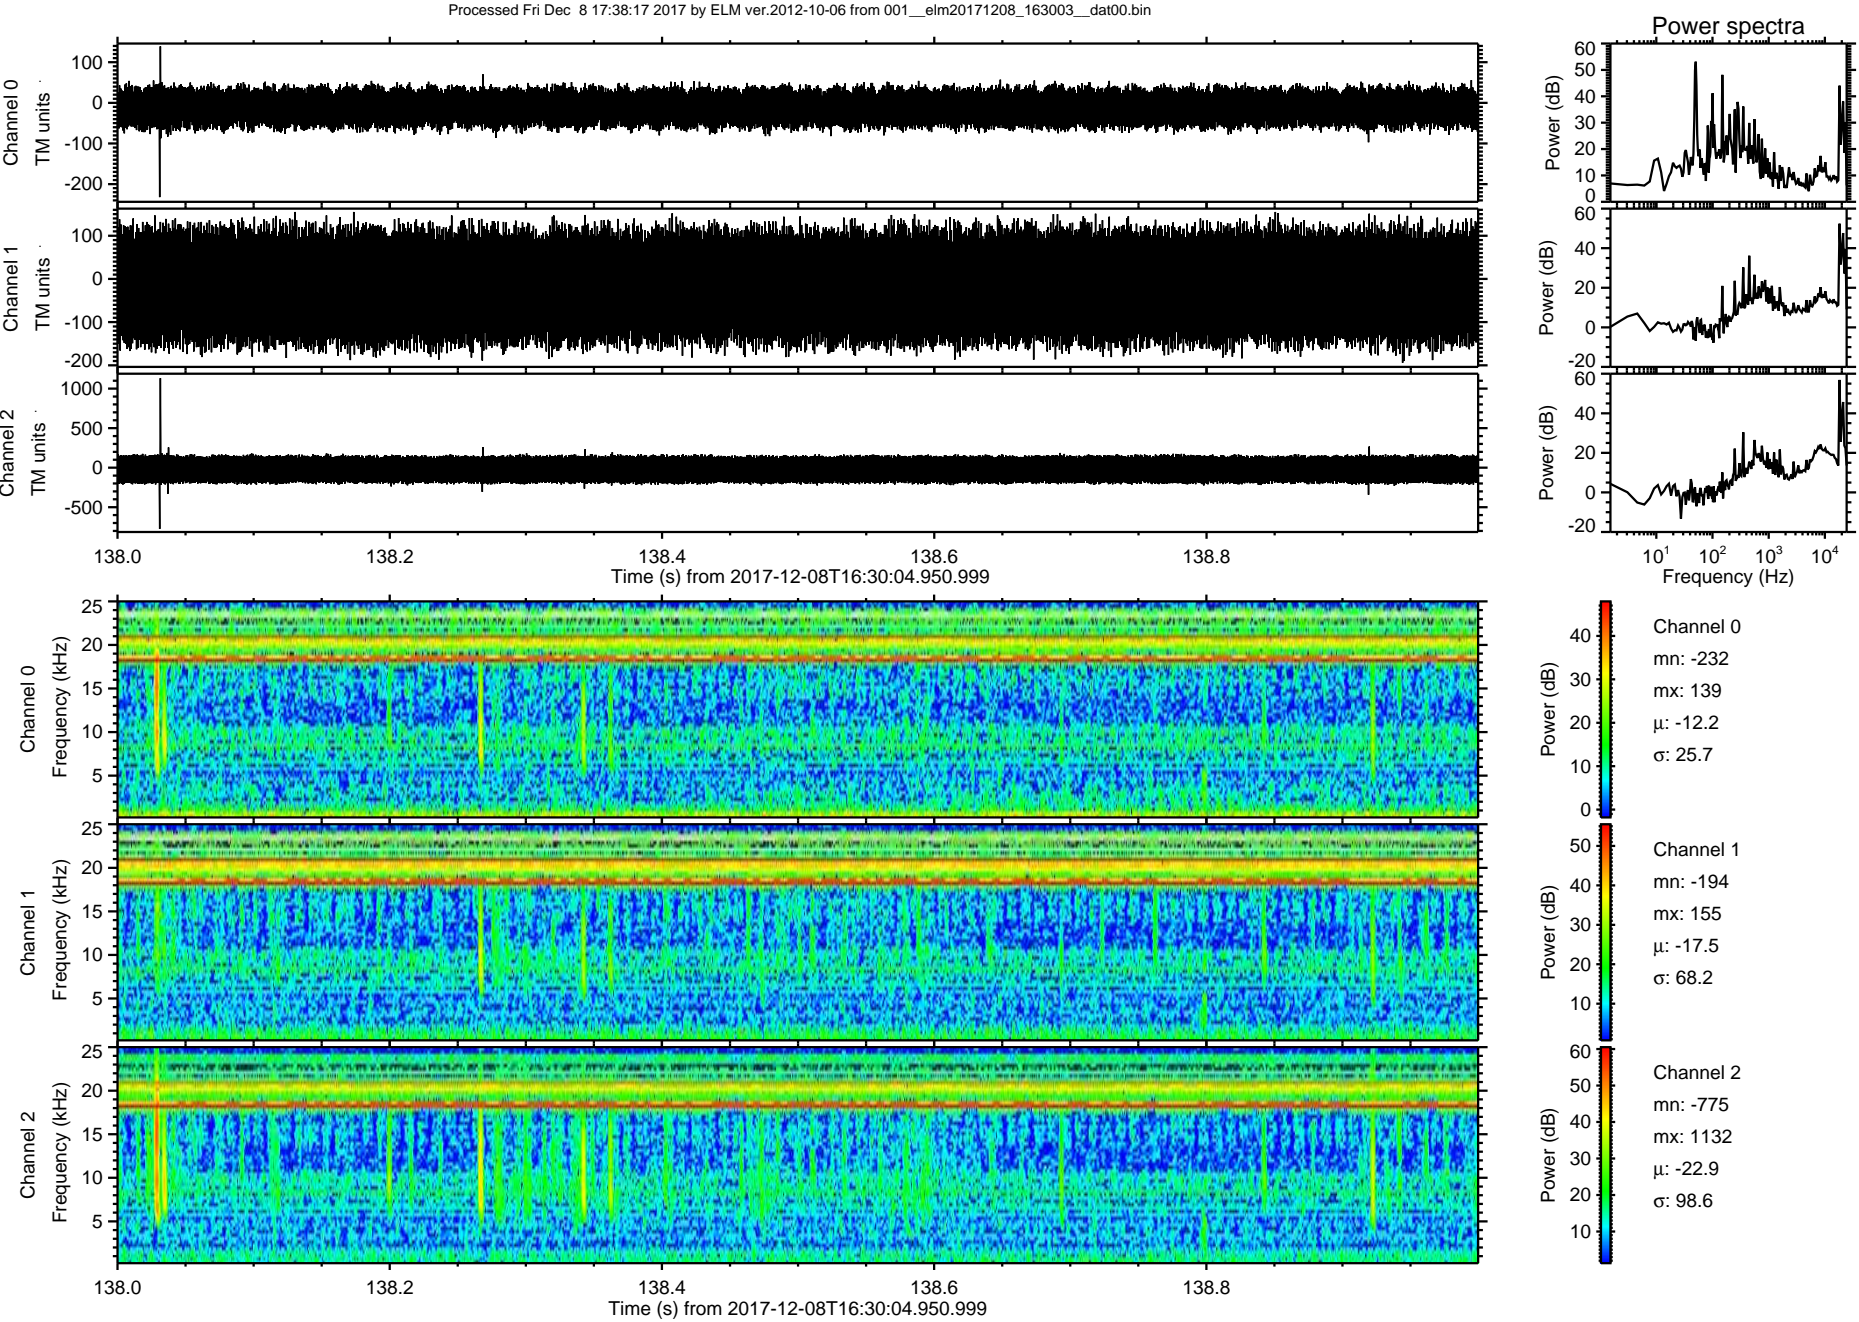 Processed Fri Dec  8 17:38:17 2017 by ELM ver.2012-10-06 from 001__elm20171208_163003__dat00.bin
Power spectra
Channel 0
TM units
100
0
-100
-200
Channel 1
TM units
100
0
-100
-200
Channel 2
TM units
1000
500
0
-500
138.0 138.2 138.4 138.6 138.8
Time (s) from 2017-12-08T16:30:04.950.999
Power (dB)
60
50
40
30
20
10
0
Power (dB)
60
40
20
0
-20
Power (dB)
60
40
20
0
-20
10¹ 10² 10³ 10⁴
Frequency (Hz)
Channel 0
Frequency (kHz)
25
20
15
10
5
Power (dB)
40
30
20
10
0
Channel 0
mn: -232
mx: 139
μ: -12.2
σ: 25.7
Channel 1
Frequency (kHz)
25
20
15
10
5
Power (dB)
50
40
30
20
10
Channel 1
mn: -194
mx: 155
μ: -17.5
σ: 68.2
Channel 2
Frequency (kHz)
25
20
15
10
5
Power (dB)
60
50
40
30
20
10
Channel 2
mn: -775
mx: 1132
μ: -22.9
σ: 98.6
138.0 138.2 138.4 138.6 138.8
Time (s) from 2017-12-08T16:30:04.950.999